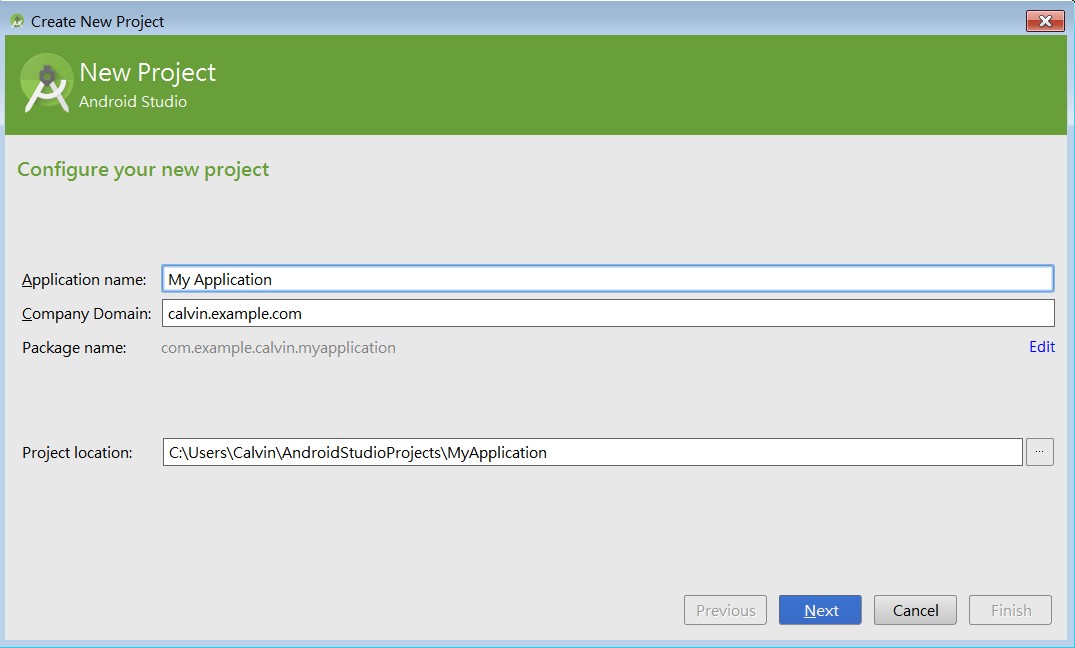 Create New Project
New Project
Android Studio
Configure your new project
Application name: My Application
Company Domain: calvin.example.com
Package name: com.example.calvin.myapplication Edit
Project location: C:\Users\Calvin\AndroidStudioProjects\MyApplication ...
Previous Next Cancel Finish